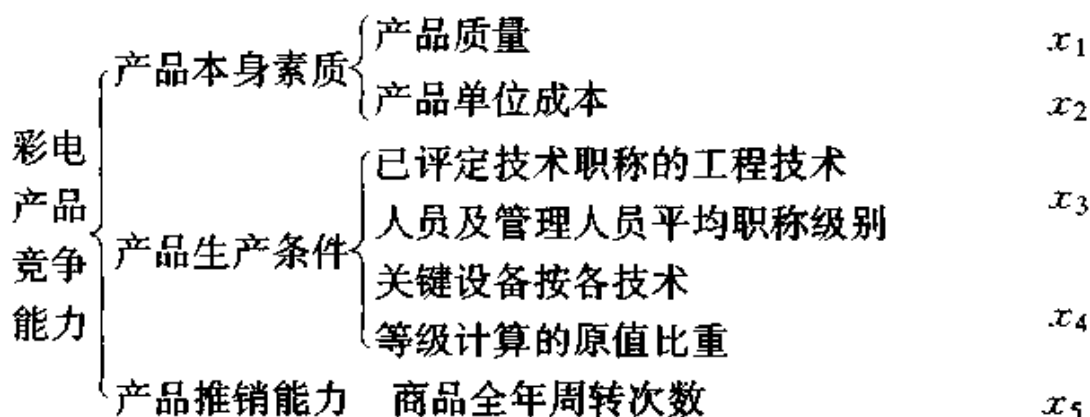 产品质量 x1
产品本身素质
产品单位成本 x2
彩电产品竞争能力
已评定技术职称的工程技术
人员及管理人员平均职称级别 x3
产品生产条件
关键设备按各技术
等级计算的原值比重 x4
产品推销能力 商品全年周转次数 x5